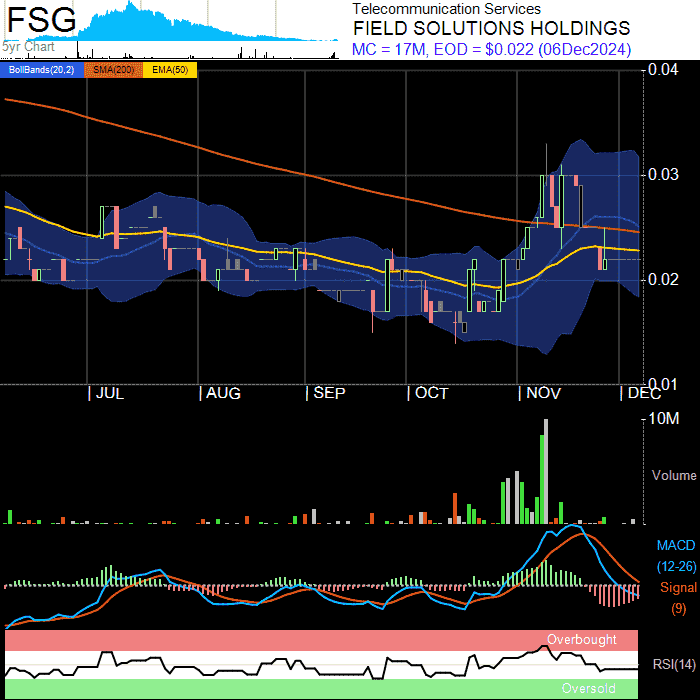 FSG
5yr Chart
Telecommunication Services
FIELD SOLUTIONS HOLDINGS
MC = 17M, EOD = $0.022 (06Dec2024)
BollBands(20,2) SMA(200) EMA(50)
0.04
0.03
0.02
0.01
| JUL | AUG | SEP | OCT | NOV | DEC
10M
Volume
0
MACD
(12-26)
Signal
(9)
Overbought
RSI(14)
Oversold